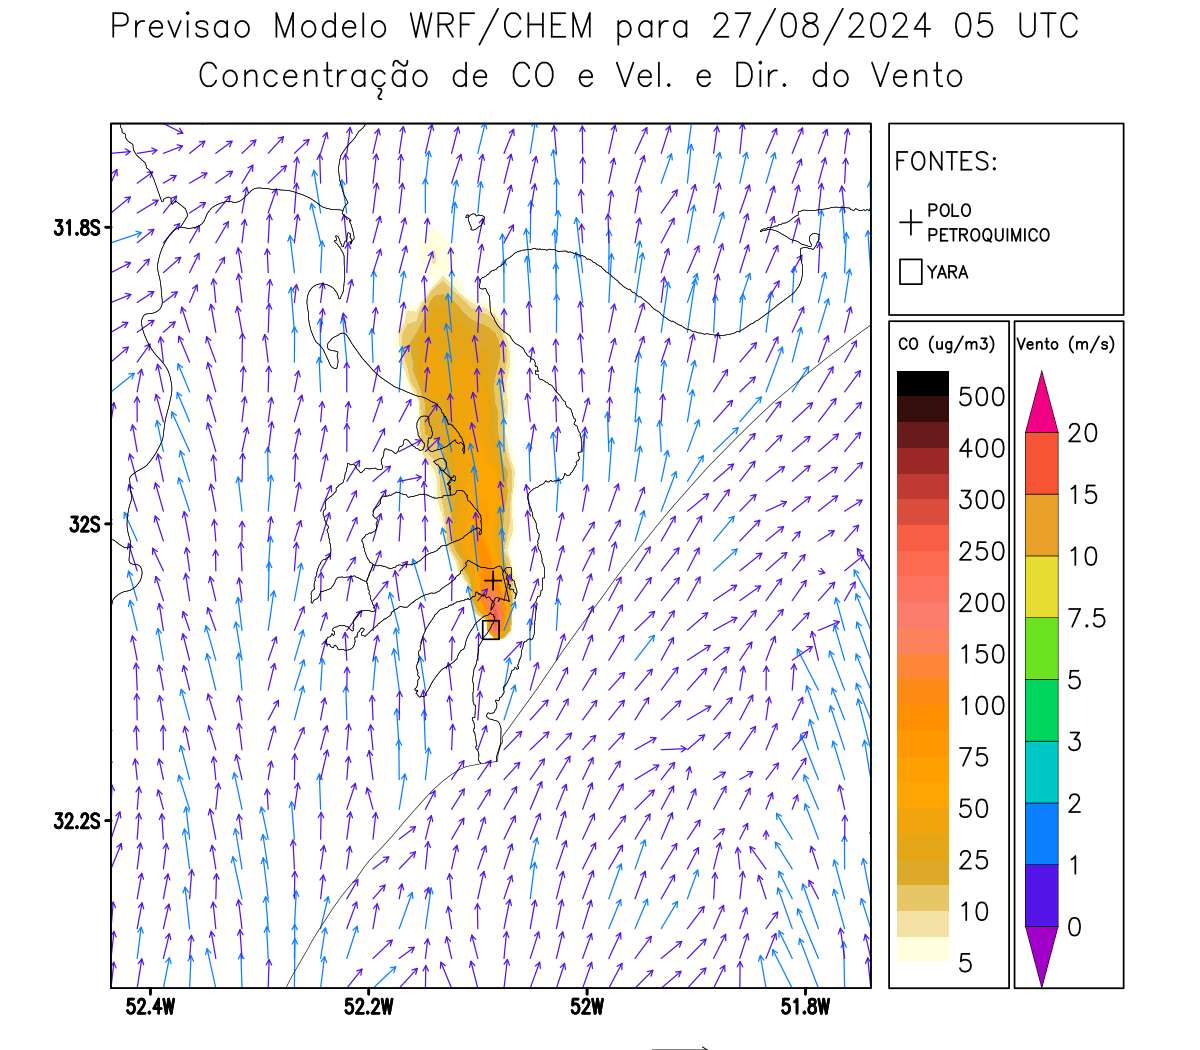 Previsao Modelo WRF/CHEM para 27/08/2024 05 UTC
Concentração de CO e Vel. e Dir. do Vento
FONTES:
POLO
PETROQUIMICO
YARA
CO (ug/m3)
500
400
300
250
200
150
100
75
50
25
10
5
Vento (m/s)
20
15
10
7.5
5
3
2
1
0
31.8S
32S
32.2S
52.4W
52.2W
52W
51.8W